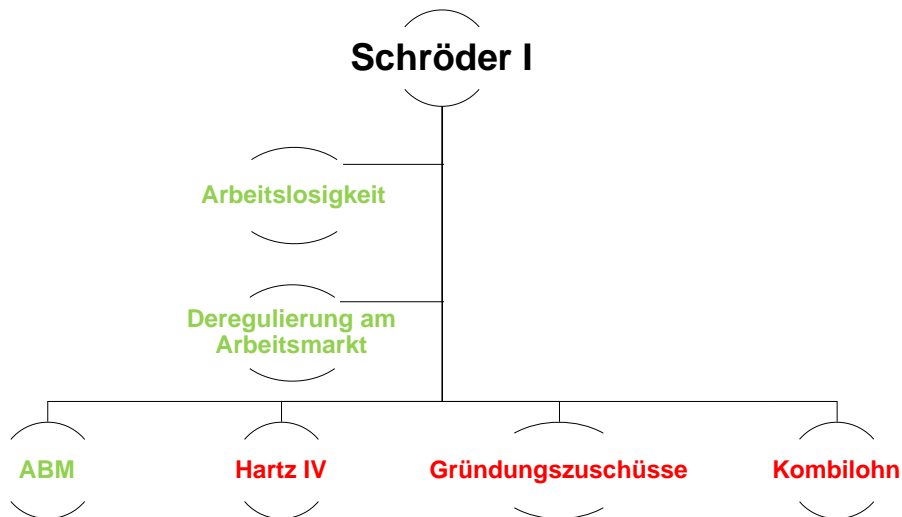 Schröder I
Arbeitslosigkeit
Deregulierung am
Arbeitsmarkt
ABM
Hartz IV
Gründungszuschüsse
Kombilohn